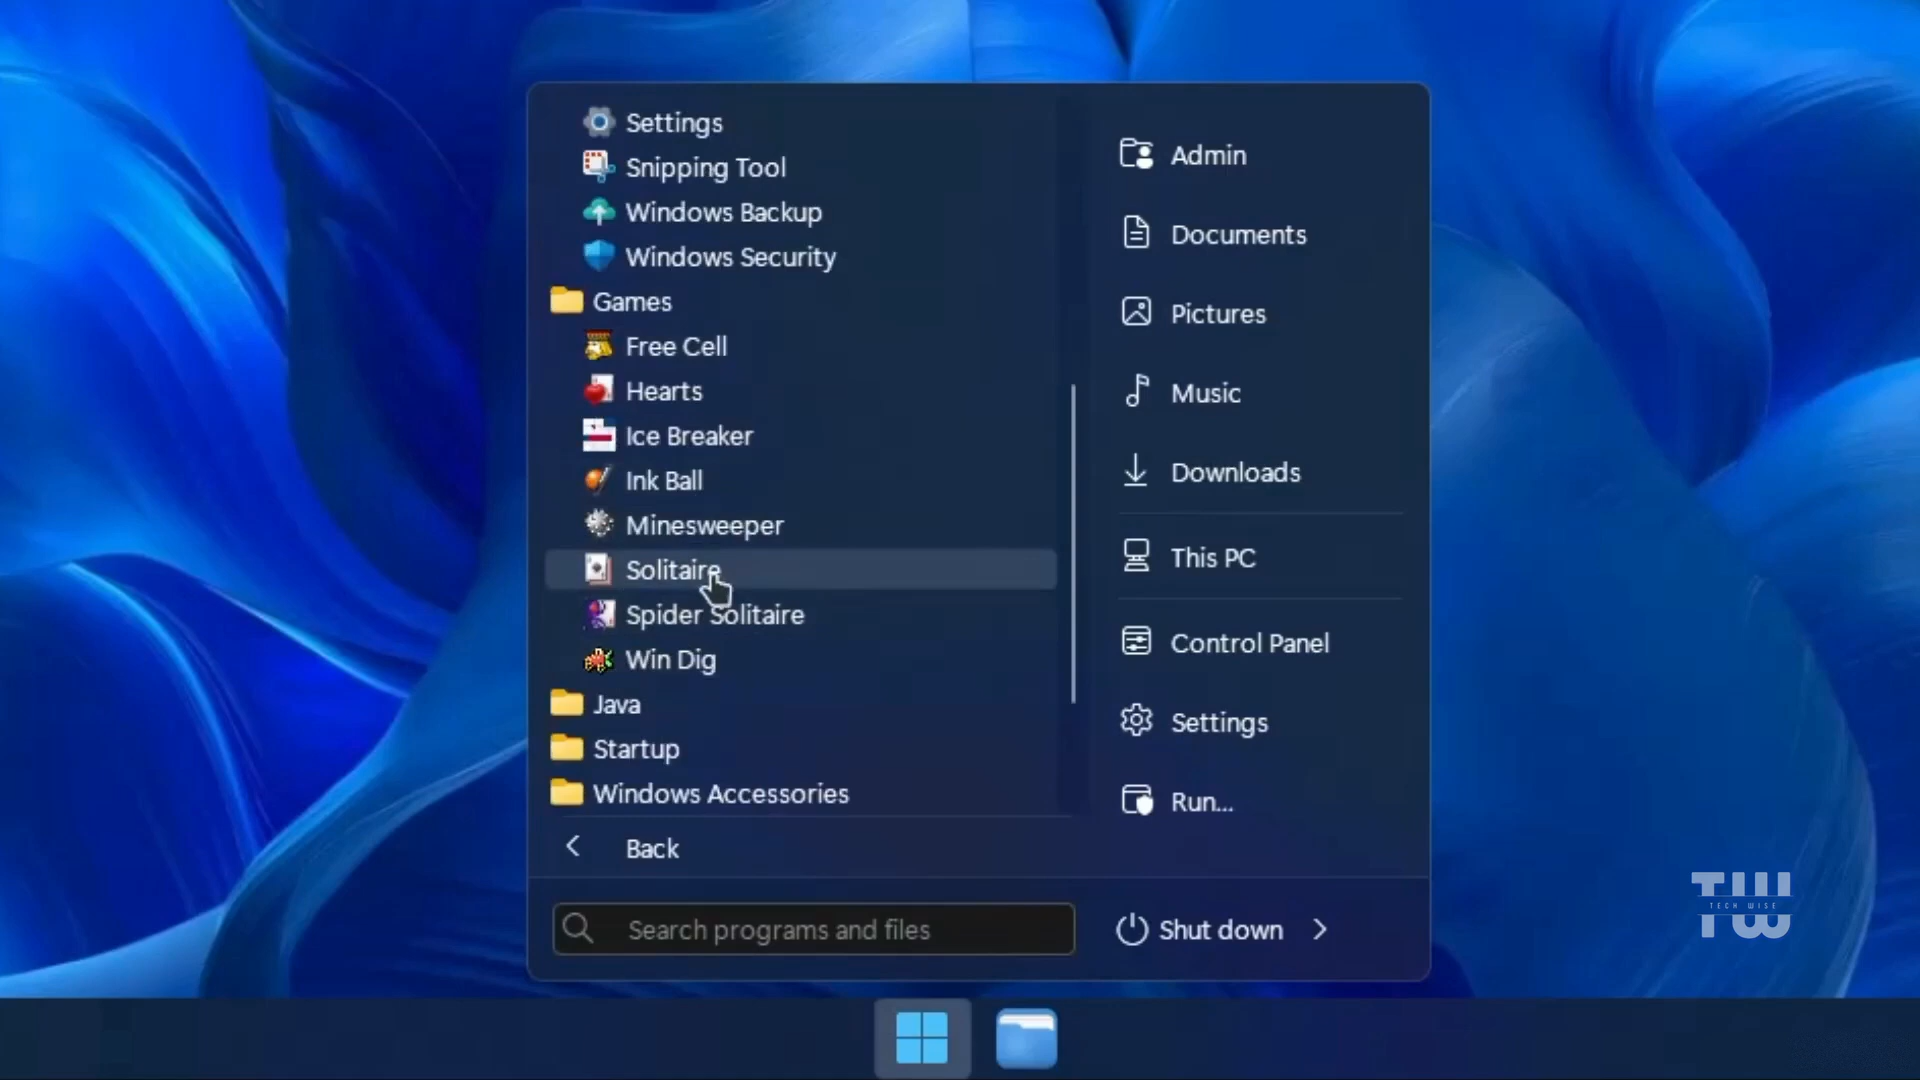 Settings
Snipping Tool
Windows Backup
Windows Security
Games
Free Cell
Hearts
Ice Breaker
Ink Ball
Minesweeper
Solitaire
Spider Solitaire
Win Dig
Java
Startup
Windows Accessories
Back
Search programs and files
Admin
Documents
Pictures
Music
Downloads
This PC
Control Panel
Settings
Run...
Shut down
TW
TECH WISE